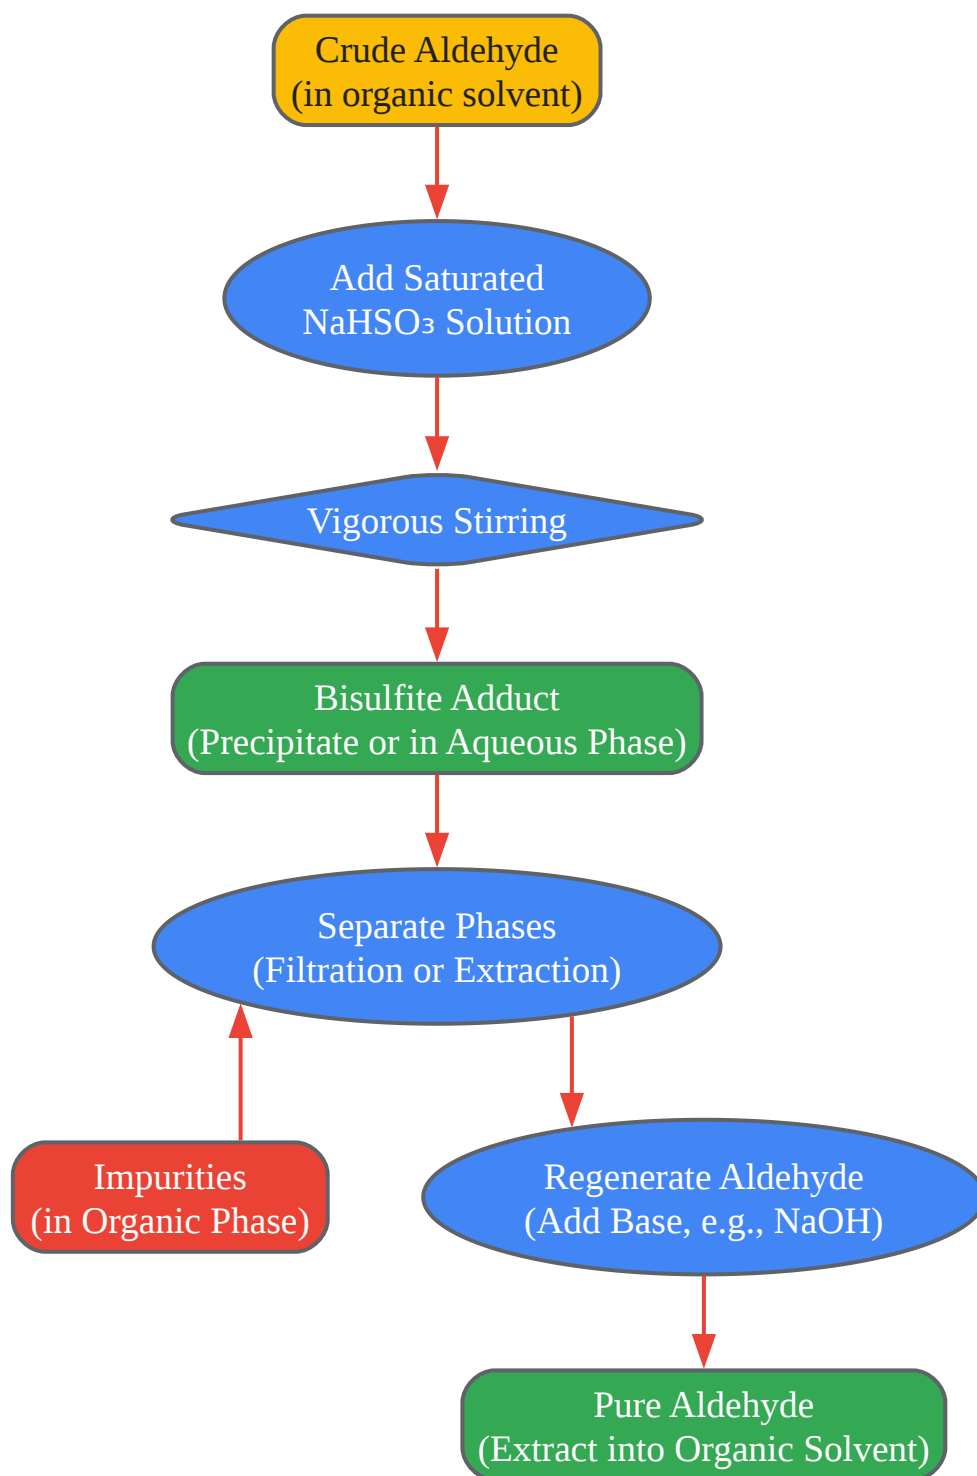 Crude Aldehyde
(in organic solvent)
Add Saturated
NaHSO₃ Solution
Vigorous Stirring
Bisulfite Adduct
(Precipitate or in Aqueous Phase)
Separate Phases
(Filtration or Extraction)
Impurities
(in Organic Phase)
Regenerate Aldehyde
(Add Base, e.g., NaOH)
Pure Aldehyde
(Extract into Organic Solvent)